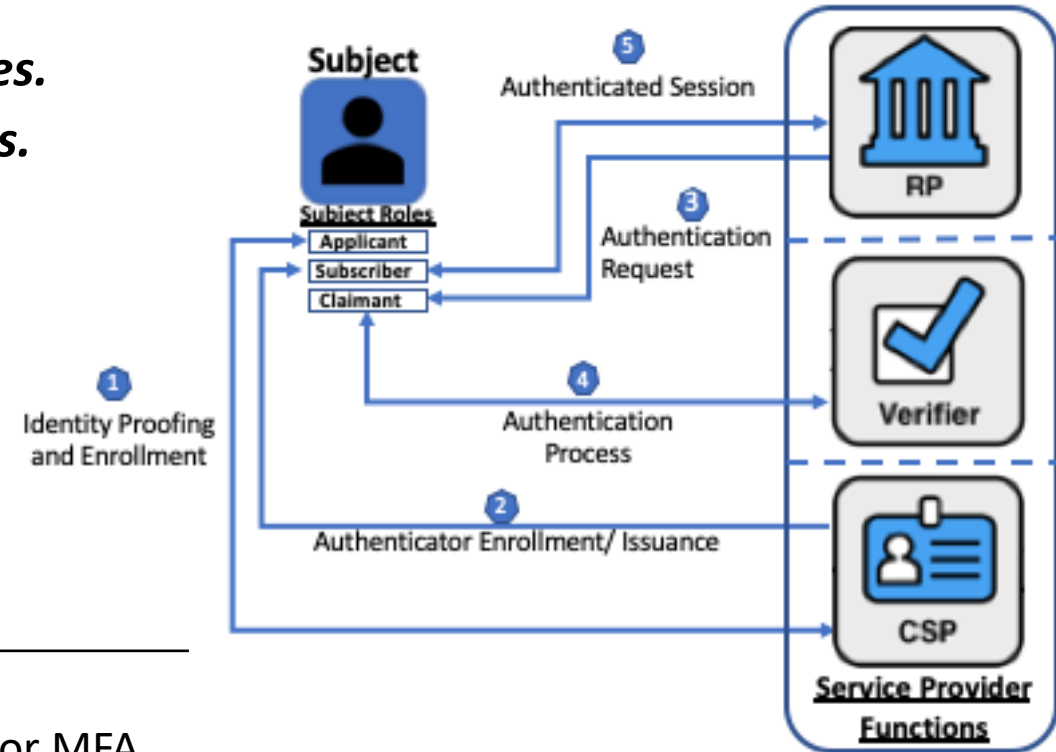 es.
s.
Subject
Subject Roles
Applicant
Subscriber
Claimant
5
Authenticated Session
3
Authentication
Request
1
Identity Proofing
and Enrollment
4
Authentication
Process
2
Authenticator Enrollment/ Issuance
RP
Verifier
CSP
Service Provider
Functions
or MFA